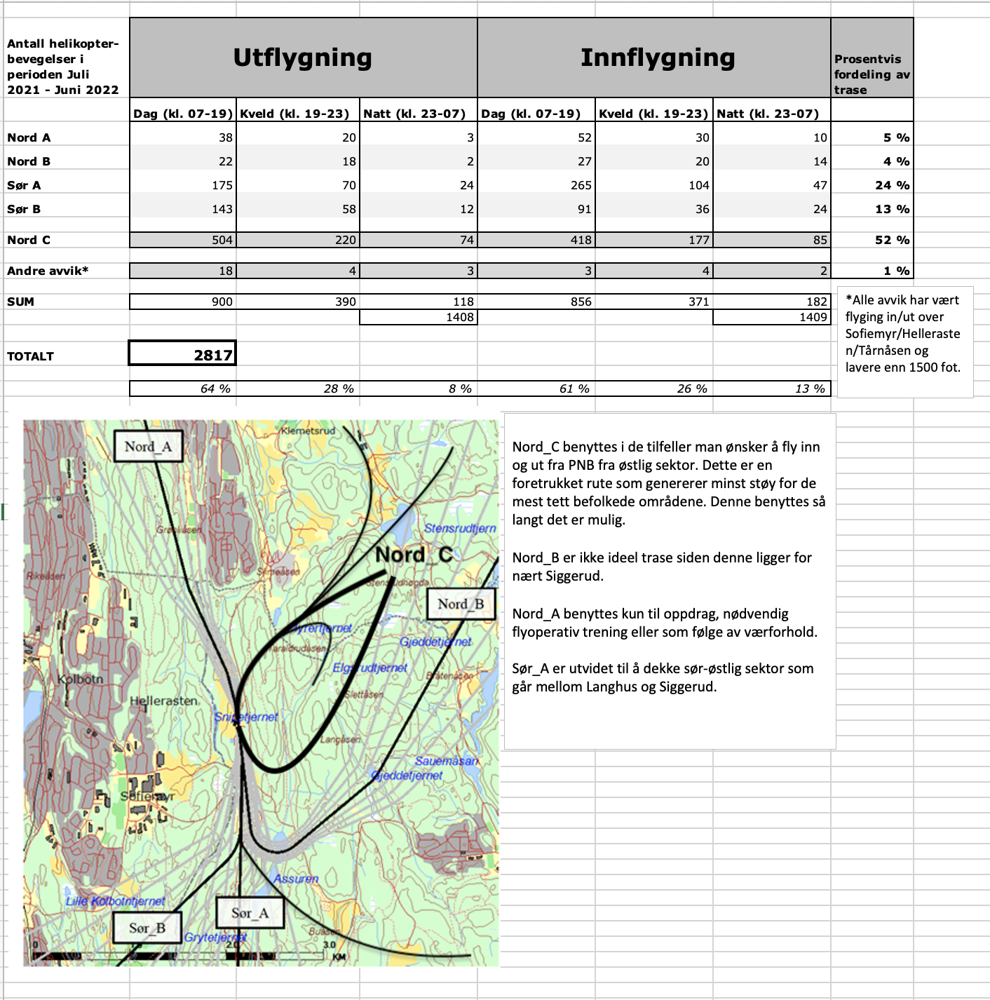 Antall helikopter-
bevegelser i
perioden Juli
2021 - Juni 2022
Utflygning
Innflygning
Prosentvis
fordeling av
trase
Dag (kl. 07-19) Kveld (kl. 19-23) Natt (kl. 23-07) Dag (kl. 07-19) Kveld (kl. 19-23) Natt (kl. 23-07)
Nord A 38 20 3 52 30 10 5 %
Nord B 22 18 2 27 20 14 4 %
Sør A 175 70 24 265 104 47 24 %
Sør B 143 58 12 91 36 24 13 %
Nord C 504 220 74 418 177 85 52 %
Andre avvik* 18 4 3 3 4 2 1 %
SUM 900 390 118 856 371 182
1408 1409
TOTALT 2817
64 % 28 % 8 % 61 % 26 % 13 %
*Alle avvik har vært
flyging in/ut over
Sofiemyr/Helleraste
n/Tårnåsen og
lavere enn 1500 fot.
Nord_C benyttes i de tilfeller man ønsker å fly inn
og ut fra PNB fra østlig sektor. Dette er en
foretrukket rute som genererer minst støy for de
mest tett befolkede områdene. Denne benyttes så
langt det er mulig.
Nord_B er ikke ideel trase siden denne ligger for
nært Siggerud.
Nord_A benyttes kun til oppdrag, nødvendig
flyoperativ trening eller som følge av værforhold.
Sør_A er utvidet til å dekke sør-østlig sektor som
går mellom Langhus og Siggerud.
Klemetsrud
Nord_A
Stensrudtjern
Nord_C
Rikeåsen
Stensrudhøgda
Nord_B
Gjeddetjernet
Elgsrudtjernet
Bråtenåsen
Kolbotn
Slettåsen
Hellerasten
Snipetjernet
Langåsen
Sauemåsan
Gjeddetjernet
Sofiemyr
Assuren
Lille Kolbotntjernet
Sør_A
Sør_B
Grytetjernet
Buåsen
0 2.0 3.0
KM